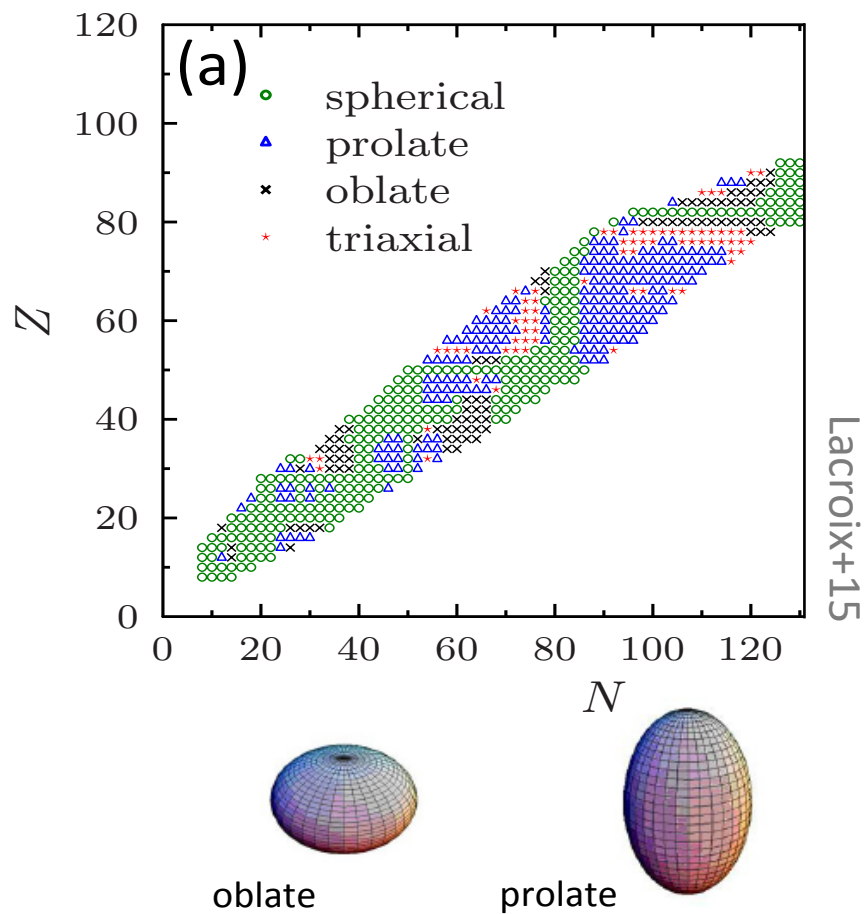 (a)
spherical
prolate
oblate
triaxial
120
100
80
60
40
20
0
Z
0 20 40 60 80 100 120
N
Lacroix+15
oblate
prolate